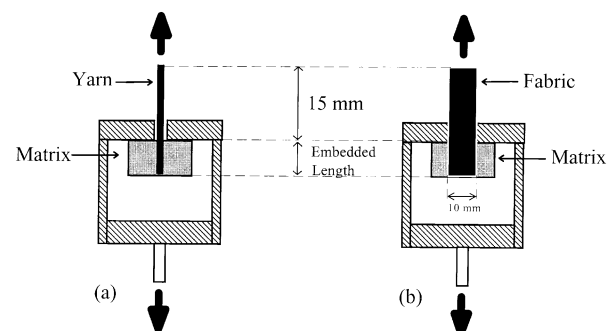 Yarn
15 mm
Fabric
Matrix
Embedded
Length
Matrix
10 mm
(a)
(b)